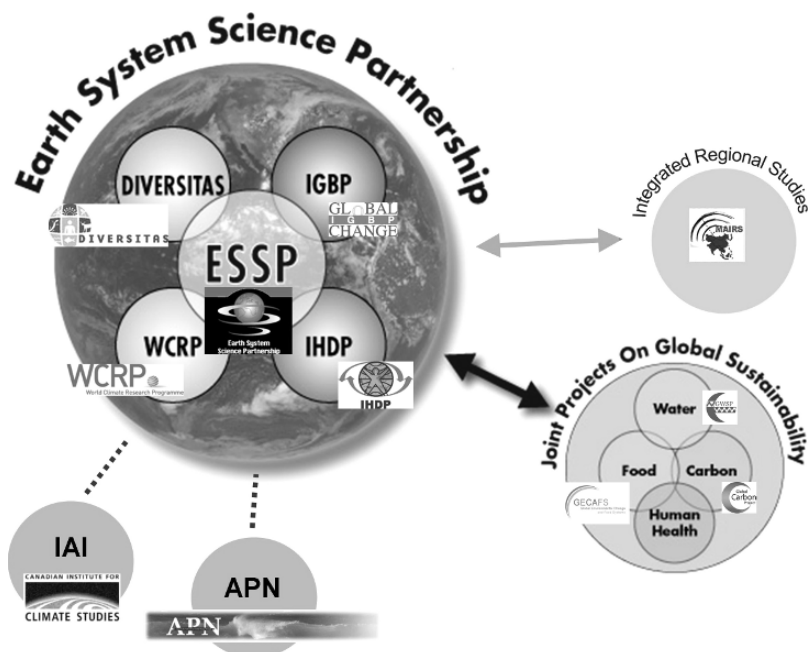 Earth System Science Partnership
DIVERSITAS
IGBP
DIVERSITAS
GLOBAL
IGBP
CHANGE
ESSP
Earth System
Science Partnership
WCRP
IHDP
WCRP
World Climate Research Programme
IHDP
Integrated Regional Studies
MAIRS
Joint Projects On Global Sustainability
Water
GWSP
Food
Carbon
GECAFS
Global
Carbon
Project
Human
Health
IAI
CANADIAN INSTITUTE FOR
CLIMATE STUDIES
APN
APN